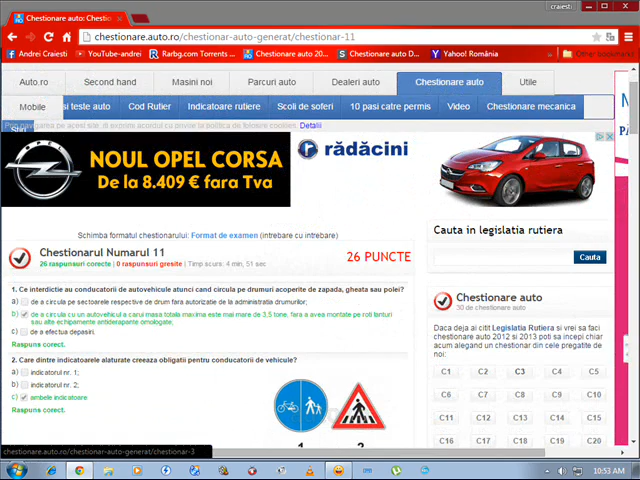 craiesti
Chestionare auto: Chestio
chestionare.auto.ro/chestionar-auto-generat/chestionar-11
Andrei Craiesti
YouTube-andrei
Rarbg.com Torrents ...
Chestionare auto 20...
Chestionare auto D...
Yahoo! România
Other bookmarks
Auto.ro
Second hand
Masini noi
Parcuri auto
Dealeri auto
Chestionare auto
Utile
Mobile
si teste auto
Cod Rutier
Indicatoare rutiere
Scoli de soferi
10 pasi catre permis
Video
Chestionare mecanica
Stiri
Prin navigarea pe acest site, iti exprimi acordul cu privire la politica de folosire cookies. Detalii
OPEL
NOUL OPEL CORSA
De la 8.409 € fara Tva
rădăcini
Schimba formatul chestionarului: Format de examen (intrebare cu intrebare)
Chestionarul Numarul 11
26 raspunsuri corecte | 0 raspunsuri gresite | Timp scurs: 4 min, 51 sec
26 PUNCTE
1. Ce interdictie au conducatorii de autovehicule atunci cand circula pe drumuri acoperite de zapada, gheata sau polei?
a) de a circula pe sectoarele respective de drum fara autorizatie de la administratia drumurilor;
b) de a circula cu un autovehicul a carui masa totala maxima este mai mare de 3,5 tone, fara a avea montate pe roti lanturi
sau alte echipamente antiderapante omologate;
c) de a efectua depasiri.
Raspuns corect.
2. Care dintre indicatoarele alaturate creeaza obligatii pentru conducatorii de vehicule?
a) indicatorul nr. 1;
b) indicatorul nr. 2;
c) ambele indicatoare
Raspuns corect.
1
2
Cauta in legislatia rutiera
Cauta
Chestionare auto
30 de chestionare auto
Daca deja ai citit Legislatia Rutiera si vrei sa faci
chestionare auto 2012 si 2013 poti sa incepi chiar
acum alegand un chestionar din cele pregatite de
noi:
C1 C2 C3 C4 C5
C6 C7 C8 C9 C10
C11 C12 C13 C14 C15
C16 C17 C18 C19 C20
chestionare.auto.ro/chestionar-auto-generat/chestionar-3
10:53 AM